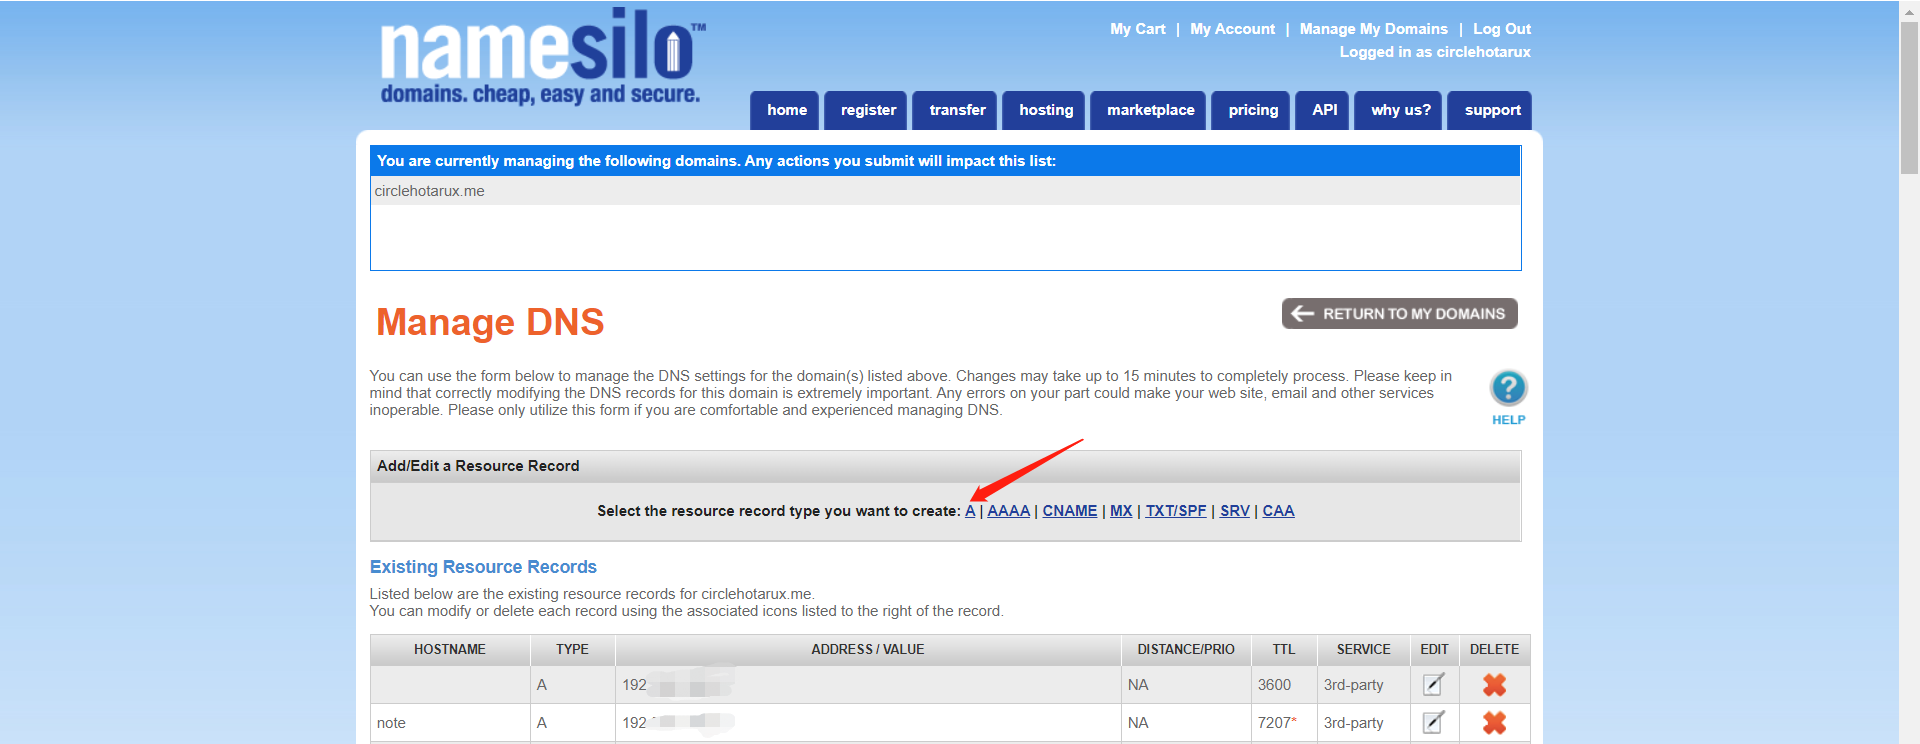 namesilo™
domains. cheap, easy and secure.
My Cart | My Account | Manage My Domains | Log Out
Logged in as circlehotarux
home register transfer hosting marketplace pricing API why us? support
You are currently managing the following domains. Any actions you submit will impact this list:
circlehotarux.me
Manage DNS
RETURN TO MY DOMAINS
You can use the form below to manage the DNS settings for the domain(s) listed above. Changes may take up to 15 minutes to completely process. Please keep in
mind that correctly modifying the DNS records for this domain is extremely important. Any errors on your part could make your web site, email and other services
inoperable. Please only utilize this form if you are comfortable and experienced managing DNS.
?
HELP
Add/Edit a Resource Record
Select the resource record type you want to create: A | AAAA | CNAME | MX | TXT/SPF | SRV | CAA
Existing Resource Records
Listed below are the existing resource records for circlehotarux.me.
You can modify or delete each record using the associated icons listed to the right of the record.
HOSTNAME TYPE ADDRESS / VALUE DISTANCE/PRIO TTL SERVICE EDIT DELETE
A 192 NA 3600 3rd-party
note A 192 NA 7207* 3rd-party